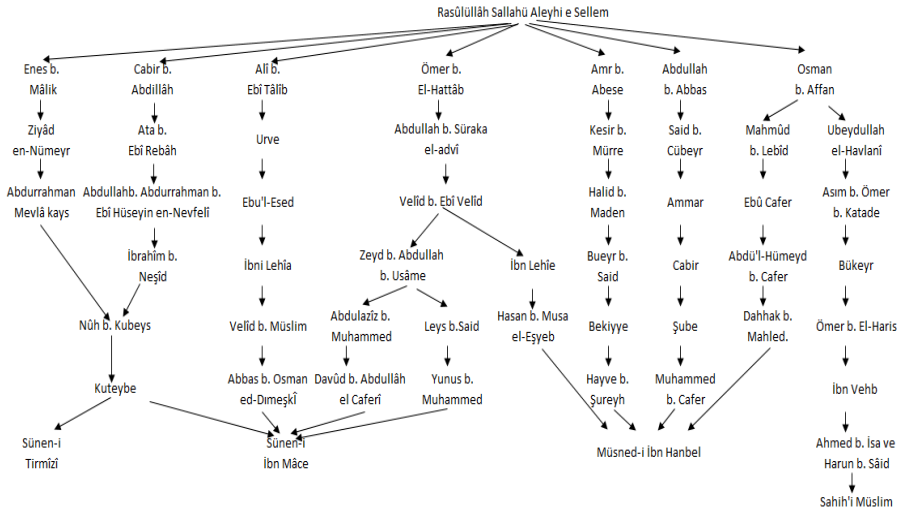 Rasûlüllâh Sallahü Aleyhi e Sellem
Enes b.
Mâlik
Cabir b.
Abdillâh
Alî b.
Ebî Tâlîb
Ömer b.
El-Hattâb
Amr b.
Abese
Abdullah
b. Abbas
Osman
b. Affan
Ziyâd
en-Nümeyr
Ata b.
Ebî Rebâh
Urve
Abdullah b. Süraka
el-advî
Kesir b.
Mürre
Said b.
Cübeyr
Mahmûd
b. Lebîd
Ubeydullah
el-Havlanî
Abdurrahman
Mevlâ kays
Abdullahb. Abdurrahman b.
Ebî Hüseyin en-Nevfelî
Ebu'l-Esed
Velîd b. Ebî Velîd
Halid b.
Maden
Ammar
Ebû Cafer
Asım b. Ömer
b. Katade
İbrahîm b.
Neşîd
İbni Lehîa
Zeyd b. Abdullah
b. Usâme
İbn Lehîe
Bueyr b.
Said
Cabir
Abdü'l-Hümeyd
b. Cafer
Bükeyr
Nûh b. Kubeys
Velîd b. Müslim
Abdulazîz b.
Muhammed
Leys b.Said
Hasan b. Musa
el-Eşyeb
Bekiyye
Şube
Dahhak b.
Mahled.
Ömer b. El-Haris
Kuteybe
Abbas b. Osman
ed-DımeşkÎ
Davûd b. Abdullâh
el Caferî
Yunus b.
Muhammed
Hayve b.
Şureyh
Muhammed
b. Cafer
İbn Vehb
Sünen-i
Tirmîzî
Sünen-i
İbn Mâce
Müsned-i İbn Hanbel
Ahmed b. İsa ve
Harun b. Sâid
Sahih'i Müslim